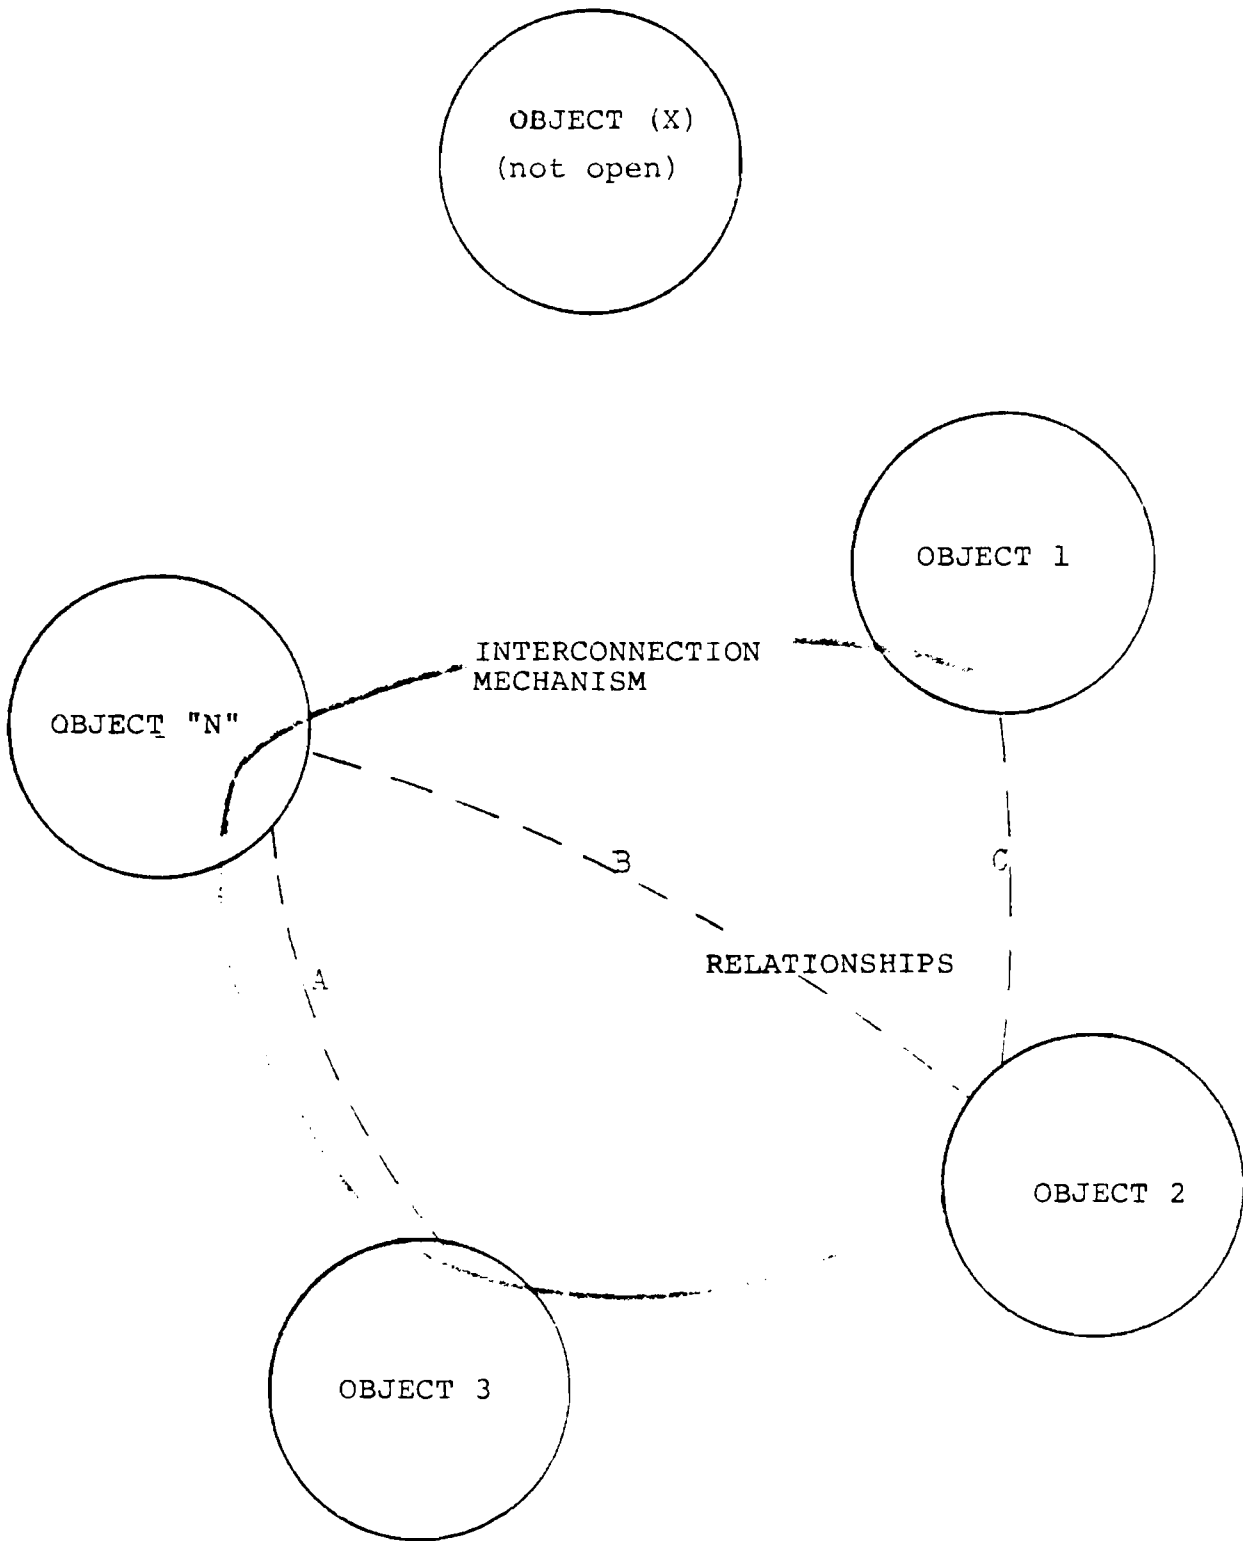 OBJECT (X)
(not open)
OBJECT 1
INTERCONNECTION
MECHANISM
OBJECT "N"
B
C
RELATIONSHIPS
A
OBJECT 2
OBJECT 3